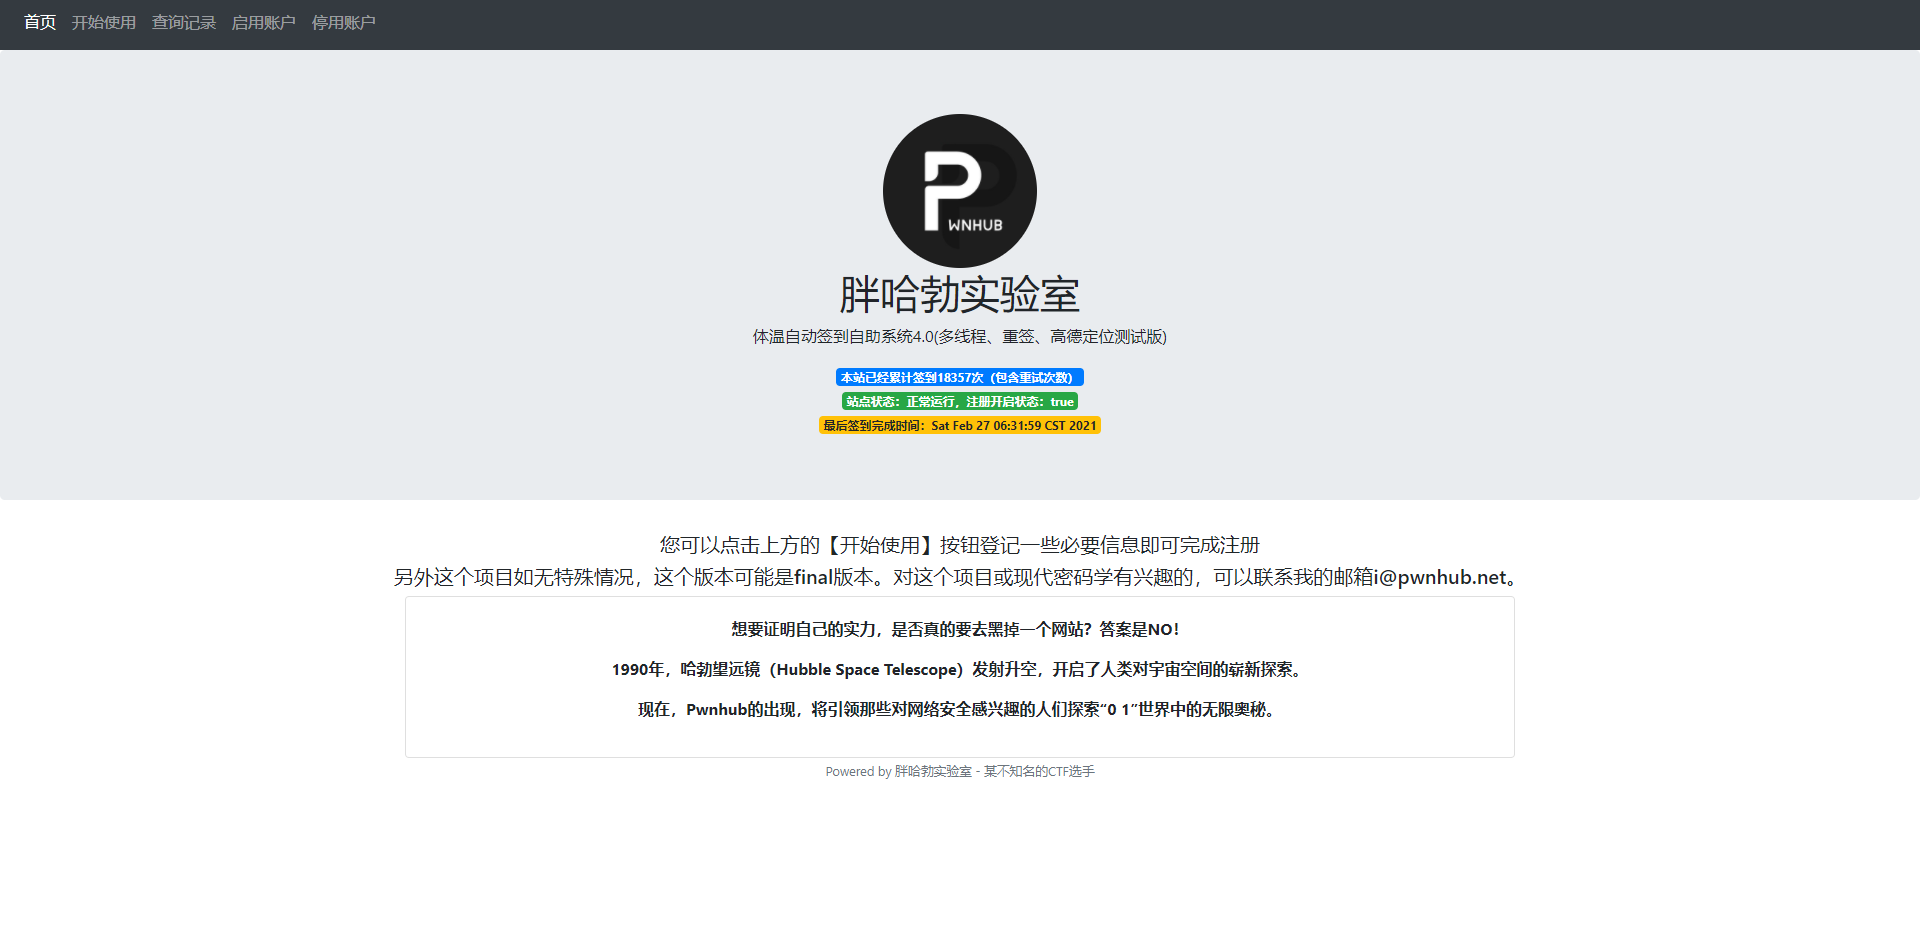 首页 开始使用 查询记录 启用账户 停用账户
P
WNHUB
胖哈勃实验室
体温自动签到自助系统4.0(多线程、重签、高德定位测试版)
本站已经累计签到18357次（包含重试次数）
站点状态：正常运行，注册开启状态：true
最后签到完成时间：Sat Feb 27 06:31:59 CST 2021
您可以点击上方的【开始使用】按钮登记一些必要信息即可完成注册
另外这个项目如无特殊情况，这个版本可能是final版本。对这个项目或现代密码学有兴趣的，可以联系我的邮箱i@pwnhub.net。
想要证明自己的实力，是否真的要去黑掉一个网站？答案是NO！
1990年，哈勃望远镜（Hubble Space Telescope）发射升空，开启了人类对宇宙空间的崭新探索。
现在，Pwnhub的出现，将引领那些对网络安全感兴趣的人们探索“0 1”世界中的无限奥秘。
Powered by 胖哈勃实验室 - 某不知名的CTF选手